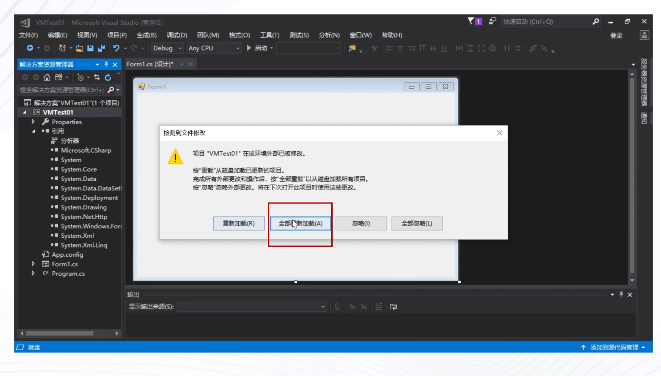 VMTest01 - Microsoft Visual Studio (管理员)
1
快速启动 (Ctrl+Q)
文件(F) 编辑(E) 视图(V) 项目(P) 生成(B) 调试(D) 团队(M) 格式(O) 工具(T) 测试(S) 分析(N) 窗口(W) 帮助(H)
登录
Debug Any CPU 启动
解决方案资源管理器
Form1.cs [设计]*
搜索解决方案资源管理器(Ctrl+;)
解决方案"VMTest01"(1 个项目)
VMTest01
Properties
引用
分析器
Microsoft.CSharp
System
System.Core
System.Data
System.Data.DataSetE
System.Deployment
System.Drawing
System.Net.Http
System.Windows.Form
System.Xml
System.Xml.Linq
App.config
Form1.cs
Program.cs
Form1
检测到文件修改
项目 "VMTest01" 在该环境外部已被修改。
按"重载"从磁盘加载已更新的项目。
完成所有外部更改和操作后，按"全部重载"以从磁盘加载所有项目。
按"忽略"忽略外部更改。将在下次打开此项目时使用这些更改。
重新加载(R)
全部重新加载(A)
忽略(I)
全部忽略(L)
输出
显示输出来源(S):
就绪
添加到源代码管理